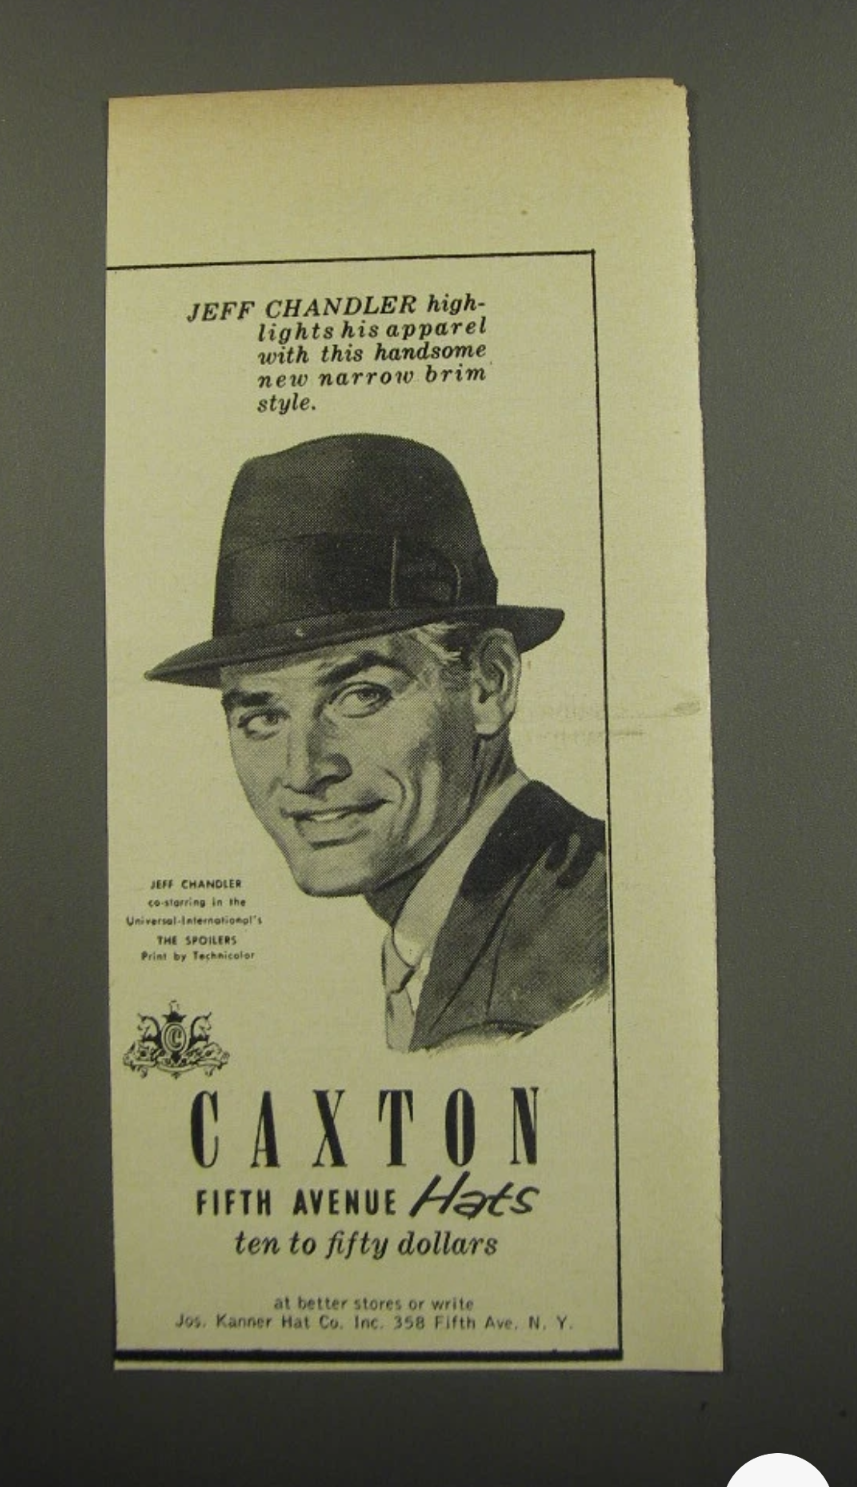 JEFF CHANDLER high-
lights his apparel
with this handsome
new narrow brim
style.
JEFF CHANDLER
co-starring in the
Universal-International's
THE SPOILERS
Print by Technicolor
C
CAXTON
FIFTH AVENUE Hats
ten to fifty dollars
at better stores or write
Jos. Kanner Hat Co. Inc. 358 Fifth Ave. N. Y.